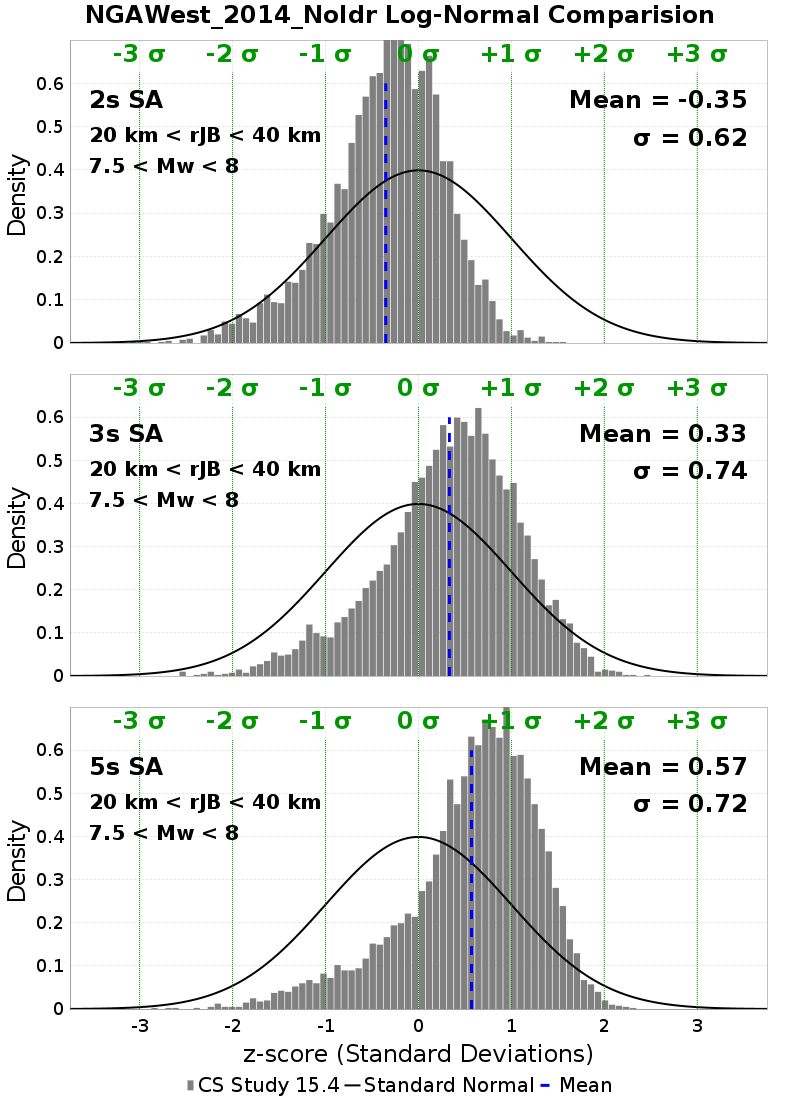 NGAWest_2014_NoIdr Log-Normal Comparision
-3 σ -2 σ -1 σ 0 σ +1 σ +2 σ +3 σ
2s SA
Mean = -0.35
20 km < rJB < 40 km
σ = 0.62
7.5 < Mw < 8
Density
0.6
0.5
0.4
0.3
0.2
0.1
0
-3 σ -2 σ -1 σ 0 σ +1 σ +2 σ +3 σ
3s SA
Mean = 0.33
20 km < rJB < 40 km
σ = 0.74
7.5 < Mw < 8
Density
0.6
0.5
0.4
0.3
0.2
0.1
0
-3 σ -2 σ -1 σ 0 σ +1 σ +2 σ +3 σ
5s SA
Mean = 0.57
20 km < rJB < 40 km
σ = 0.72
7.5 < Mw < 8
Density
0.6
0.5
0.4
0.3
0.2
0.1
0
-3 -2 -1 0 1 2 3
z-score (Standard Deviations)
CS Study 15.4 Standard Normal Mean